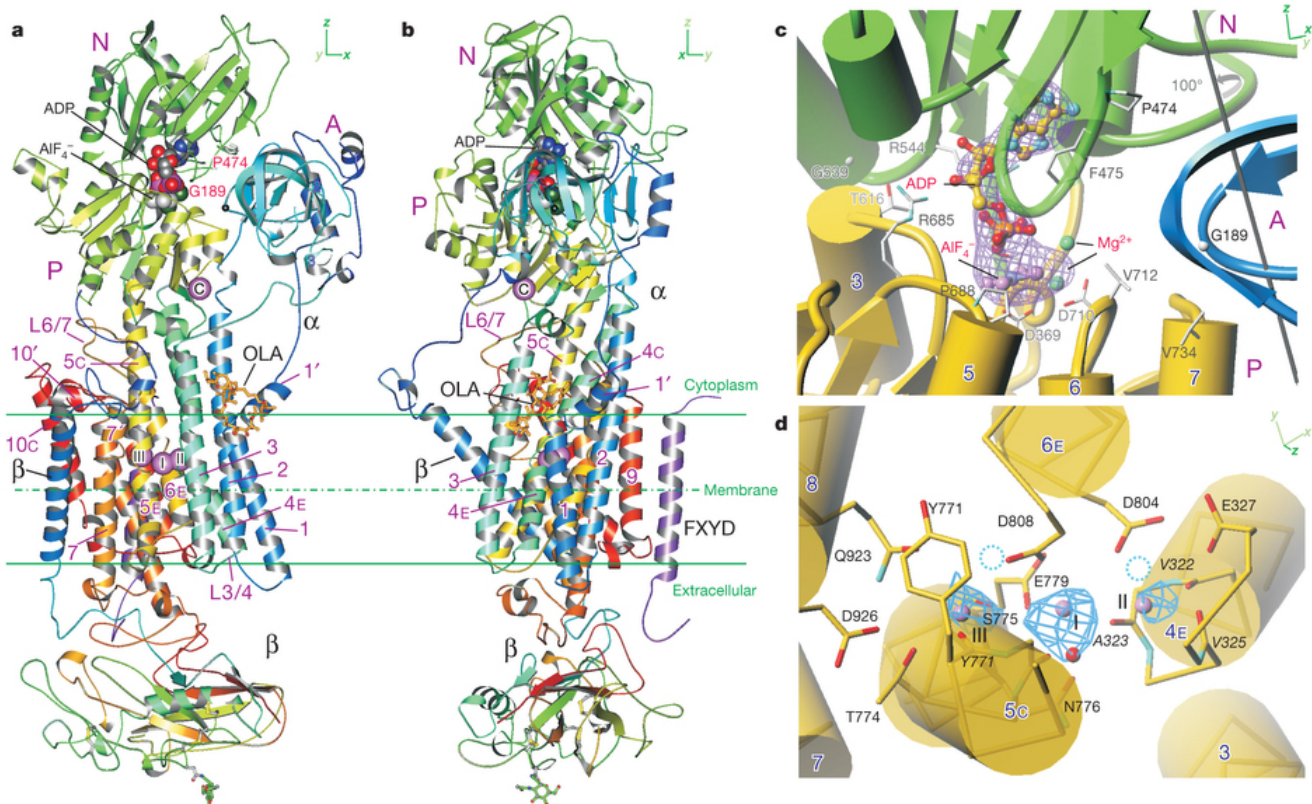 a
N
z
y x
ADP
AlF4–
P474
G189
A
P
C
α
L6/7
5C
10′
OLA
1′
10C
7′
β
III
I
II
3
2
6E
5E
4E
1
7
L3/4
β
b
N
z
y
x
ADP
P
C
α
L6/7
5C
4C
1′
OLA
Cytoplasm
β
2
3
9
Membrane
4E
1
FXYD
Extracellular
β
c
N
z
y x
100°
P474
R544
G539
ADP
F475
T616
R685
A
AlF4–
Mg2+
G189
3
P688
V712
D710
D369
V734
P
5
6
7
d
y
x
z
6E
8
Y771
D808
D804
E327
Q923
V322
E779
II
S775
I
D926
III
A323
4E
V325
Y771
T774
5C
N776
7
3